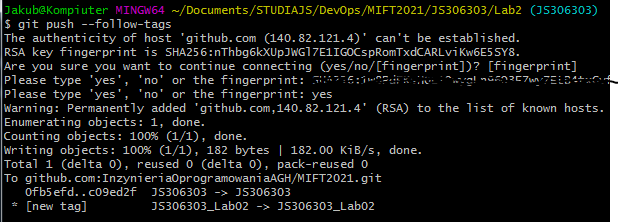 Jakub@Komputer MINGW64 ~/Documents/STUDIAJS/DevOps/MIFT2021/JS306303/Lab2 (JS306303)
$ git push --follow-tags
The authenticity of host 'github.com (140.82.121.4)' can't be established.
RSA key fingerprint is SHA256:nThbg6kXUpJWGl7E1IGOCspRomTxdCARLviKw6E5SY8.
Are you sure you want to continue connecting (yes/no/[fingerprint])? [fingerprint]
Please type 'yes', 'no' or the fingerprint:
Please type 'yes', 'no' or the fingerprint: yes
Warning: Permanently added 'github.com,140.82.121.4' (RSA) to the list of known hosts.
Enumerating objects: 1, done.
Counting objects: 100% (1/1), done.
Writing objects: 100% (1/1), 182 bytes | 182.00 KiB/s, done.
Total 1 (delta 0), reused 0 (delta 0), pack-reused 0
To github.com:InzynieriaOprogramowaniaAGH/MIFT2021.git
0fb5efd..c09ed2f JS306303 -> JS306303
* [new tag] JS306303_Lab02 -> JS306303_Lab02